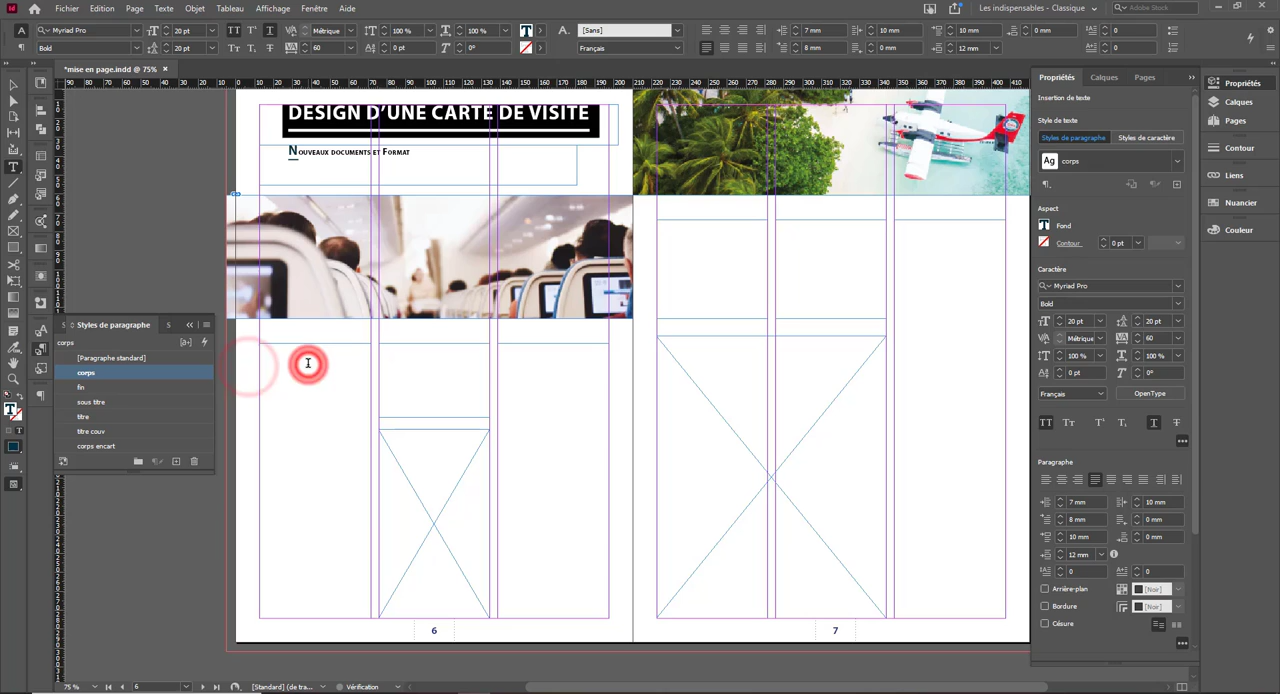 Fichier Edition Page Texte Objet Tableau Affichage Fenêtre Aide
Les indispensables - Classique
Adobe Stock
A Myriad Pro 20 pt Métrique 100 % 100 % A. [Sans] 7 mm 10 mm 10 mm 0 mm 0
Bold 20 pt 60 0 pt 0° Français 8 mm 0 mm 12 mm 0
*mise en page.indd @ 75% ×
DESIGN D'UNE CARTE DE VISITE
Nouveaux documents et Format
6
7
S Styles de paragraphe S
corps
[Paragraphe standard]
corps
fin
sous titre
titre
titre couv
corps encart
Propriétés Calques Pages
Insertion de texte
Style de texte
Styles de paragraphe Styles de caractère
Ag corps
Aspect
Fond
Contour 0 pt
Caractère
Myriad Pro
Bold
20 pt 20 pt
Métrique 60
100 % 100 %
0 pt 0°
Français OpenType
Paragraphe
7 mm 10 mm
8 mm 0 mm
10 mm 0 mm
12 mm
0 0
Arrière-plan [Noir]
Bordure [Noir]
Césure
Propriétés
Calques
Pages
Contour
Liens
Nuancier
Couleur
75 % 6 [Standard] (de tra... Vérification